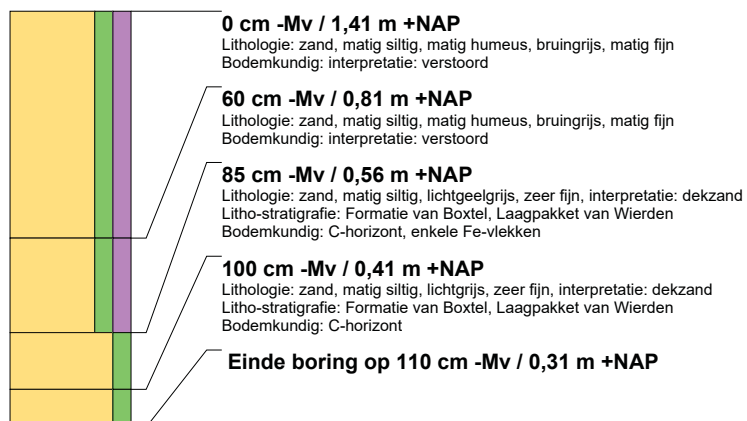 0 cm -Mv / 1,41 m +NAP
Lithologie: zand, matig siltig, matig humeus, bruingrijs, matig fijn
Bodemkundig: interpretatie: verstoord
60 cm -Mv / 0,81 m +NAP
Lithologie: zand, matig siltig, matig humeus, bruingrijs, matig fijn
Bodemkundig: interpretatie: verstoord
85 cm -Mv / 0,56 m +NAP
Lithologie: zand, matig siltig, lichtgeelgrijs, zeer fijn, interpretatie: dekzand
Litho-stratigrafie: Formatie van Boxtel, Laagpakket van Wierden
Bodemkundig: C-horizont, enkele Fe-vlekken
100 cm -Mv / 0,41 m +NAP
Lithologie: zand, matig siltig, lichtgrijs, zeer fijn, interpretatie: dekzand
Litho-stratigrafie: Formatie van Boxtel, Laagpakket van Wierden
Bodemkundig: C-horizont
Einde boring op 110 cm -Mv / 0,31 m +NAP